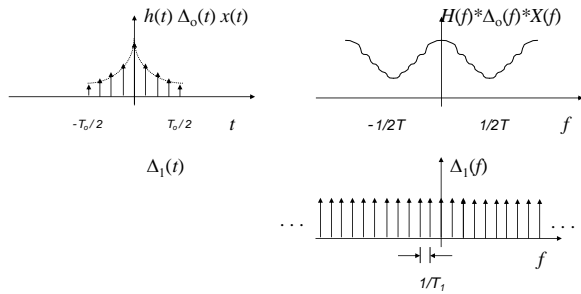 h(t) Δₒ(t) x(t)
H(f)*Δₒ(f)*X(f)
-Tₒ/2
Tₒ/2
t
-1/2T
1/2T
f
Δ₁(t)
Δ₁(f)
. . .
. . .
f
1/T₁